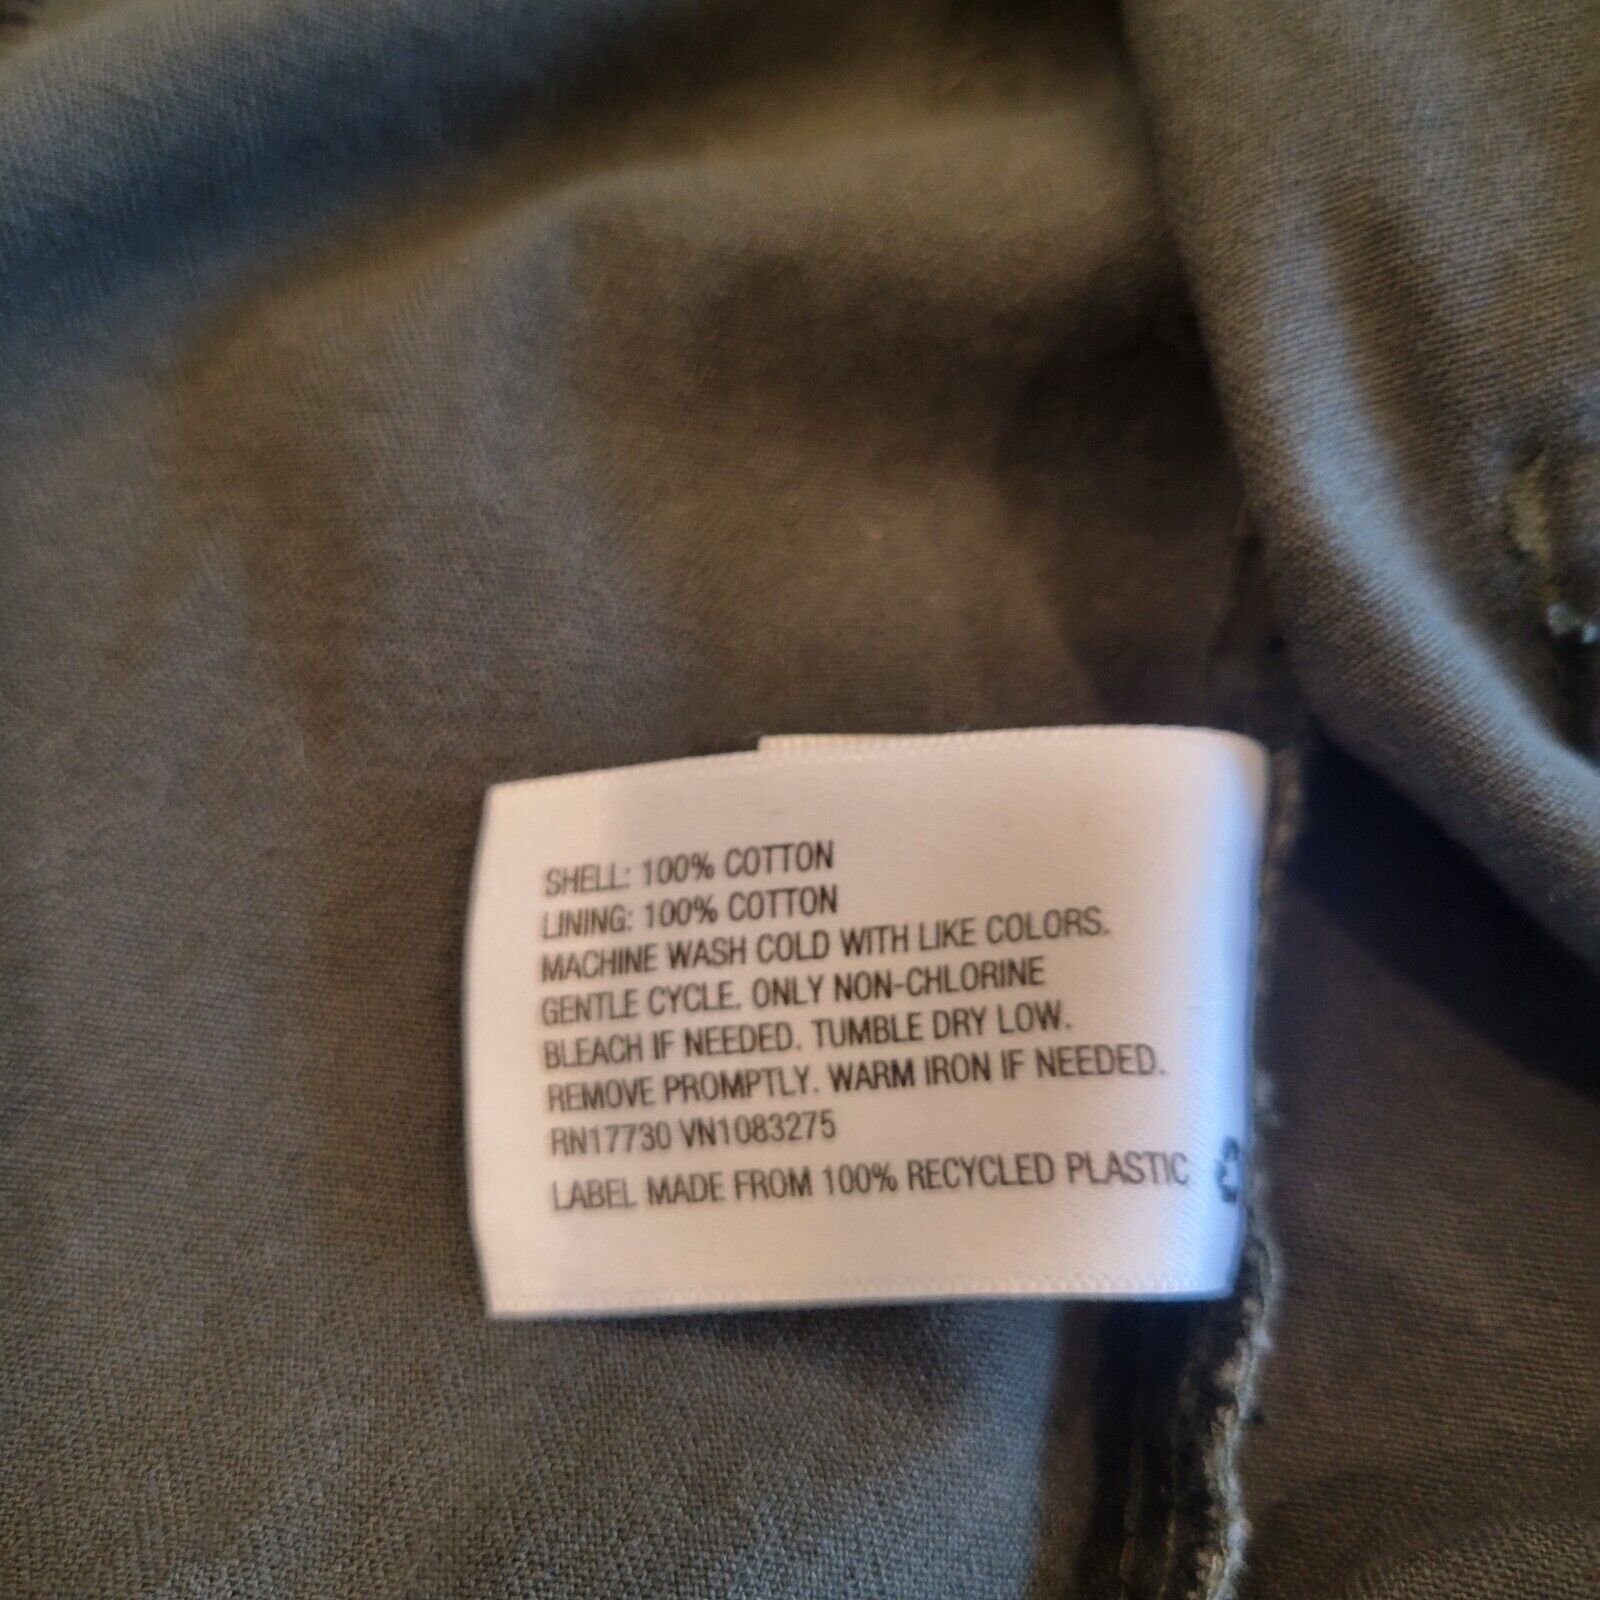 SHELL: 100% COTTON
LINING: 100% COTTON
MACHINE WASH COLD WITH LIKE COLORS.
GENTLE CYCLE. ONLY NON-CHLORINE
BLEACH IF NEEDED. TUMBLE DRY LOW.
REMOVE PROMPTLY. WARM IRON IF NEEDED.
RN17730 VN1083275
LABEL MADE FROM 100% RECYCLED PLASTIC